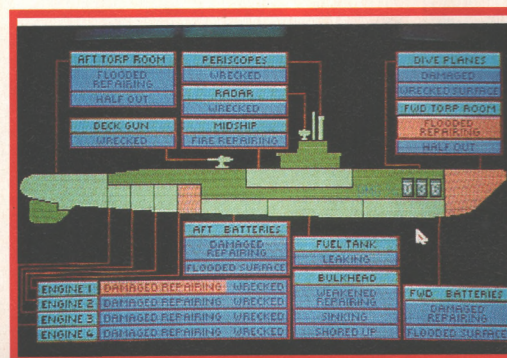 AFT TORP ROOM
FLOODED
REPAIRING
HALF OUT
PERISCOPES
WRECKED
RADAR
WRECKED
DIVE PLANES
DAMAGED
WRECKED SURFACE
FWD TORP ROOM
FLOODED
REPAIRING
HALF OUT
DECK GUN
WRECKED
MIDSHIP
FIRE REPAIRING
AFT BATTERIES
DAMAGED
REPAIRING
FLOODED SURFACE
FUEL TANK
LEAKING
BULKHEAD
WEAKENED
REPAIRING
SINKING
SHORED UP
FWD BATTERIES
DAMAGED
REPAIRING
FLOODED SURFACE
ENGINE 1 DAMAGED REPAIRING WRECKED
ENGINE 2 DAMAGED REPAIRING WRECKED
ENGINE 3 DAMAGED REPAIRING WRECKED
ENGINE 4 DAMAGED REPAIRING WRECKED